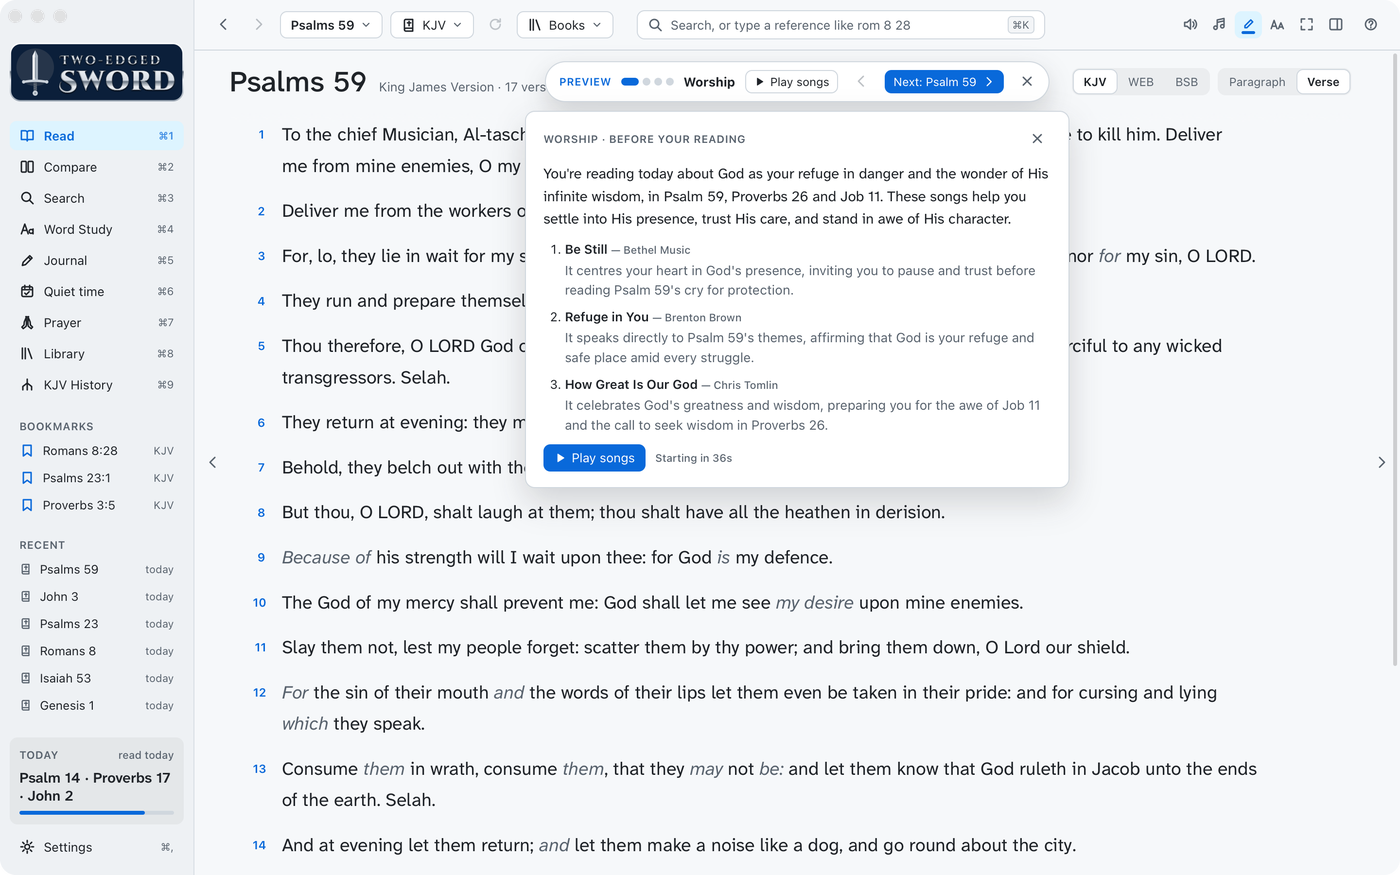 Psalms 59
KJV
Books
Search, or type a reference like rom 8 28
⌘K
TWO-EDGED
SWORD
Read ⌘1
Compare ⌘2
Search ⌘3
Word Study ⌘4
Journal ⌘5
Quiet time ⌘6
Prayer ⌘7
Library ⌘8
KJV History ⌘9
BOOKMARKS
Romans 8:28 KJV
Psalms 23:1 KJV
Proverbs 3:5 KJV
RECENT
Psalms 59 today
John 3 today
Psalms 23 today
Romans 8 today
Isaiah 53 today
Genesis 1 today
TODAY read today
Psalm 14 · Proverbs 17
· John 2
Settings ⌘,
Psalms 59 King James Version · 17 vers
PREVIEW Worship Play songs Next: Psalm 59
KJV WEB BSB Paragraph Verse
WORSHIP · BEFORE YOUR READING
You're reading today about God as your refuge in danger and the wonder of His
infinite wisdom, in Psalm 59, Proverbs 26 and Job 11. These songs help you
settle into His presence, trust His care, and stand in awe of His character.
1. Be Still — Bethel Music
It centres your heart in God's presence, inviting you to pause and trust before
reading Psalm 59's cry for protection.
2. Refuge in You — Brenton Brown
It speaks directly to Psalm 59's themes, affirming that God is your refuge and
safe place amid every struggle.
3. How Great Is Our God — Chris Tomlin
It celebrates God's greatness and wisdom, preparing you for the awe of Job 11
and the call to seek wisdom in Proverbs 26.
Play songs Starting in 36s
1 To the chief Musician, Al-tasch to kill him. Deliver
me from mine enemies, O my
2 Deliver me from the workers o
3 For, lo, they lie in wait for my s nor for my sin, O LORD.
4 They run and prepare themsel
5 Thou therefore, O LORD God o rciful to any wicked
transgressors. Selah.
6 They return at evening: they m
7 Behold, they belch out with the
8 But thou, O LORD, shalt laugh at them; thou shalt have all the heathen in derision.
9 Because of his strength will I wait upon thee: for God is my defence.
10 The God of my mercy shall prevent me: God shall let me see my desire upon mine enemies.
11 Slay them not, lest my people forget: scatter them by thy power; and bring them down, O Lord our shield.
12 For the sin of their mouth and the words of their lips let them even be taken in their pride: and for cursing and lying
which they speak.
13 Consume them in wrath, consume them, that they may not be: and let them know that God ruleth in Jacob unto the ends
of the earth. Selah.
14 And at evening let them return; and let them make a noise like a dog, and go round about the city.